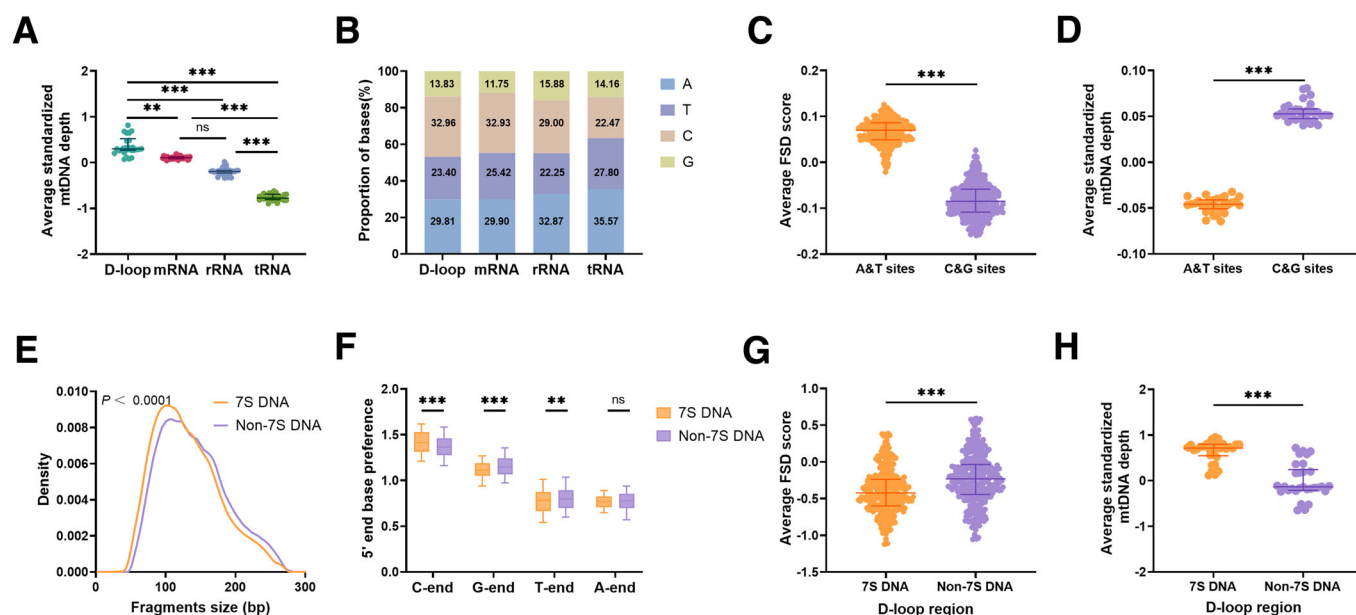 A
Average standardized
mtDNA depth
2
1
0
-1
-2
***
***
**
***
ns
***
D-loop mRNA rRNA tRNA
B
Proportion of bases(%)
100
80
60
40
20
0
13.83 11.75 15.88 14.16
32.96 32.93 29.00 22.47
23.40 25.42 22.25 27.80
29.81 29.90 32.87 35.57
D-loop mRNA rRNA tRNA
A
T
C
G
C
Average FSD score
0.2
0.1
0.0
-0.1
-0.2
***
A&T sites C&G sites
D
Average standardized
mtDNA depth
0.10
0.05
0.00
-0.05
-0.10
***
A&T sites C&G sites
E
Density
0.010
0.008
0.006
0.004
0.002
0.000
P < 0.0001
7S DNA
Non-7S DNA
0 100 200 300
Fragments size (bp)
F
5' end base preference
2.0
1.5
1.0
0.5
0.0
*** *** ** ns
7S DNA
Non-7S DNA
C-end G-end T-end A-end
G
Average FSD score
1.0
0.5
0.0
-0.5
-1.0
-1.5
***
7S DNA Non-7S DNA
D-loop region
H
Average standardized
mtDNA depth
2
1
0
-1
-2
***
7S DNA Non-7S DNA
D-loop region